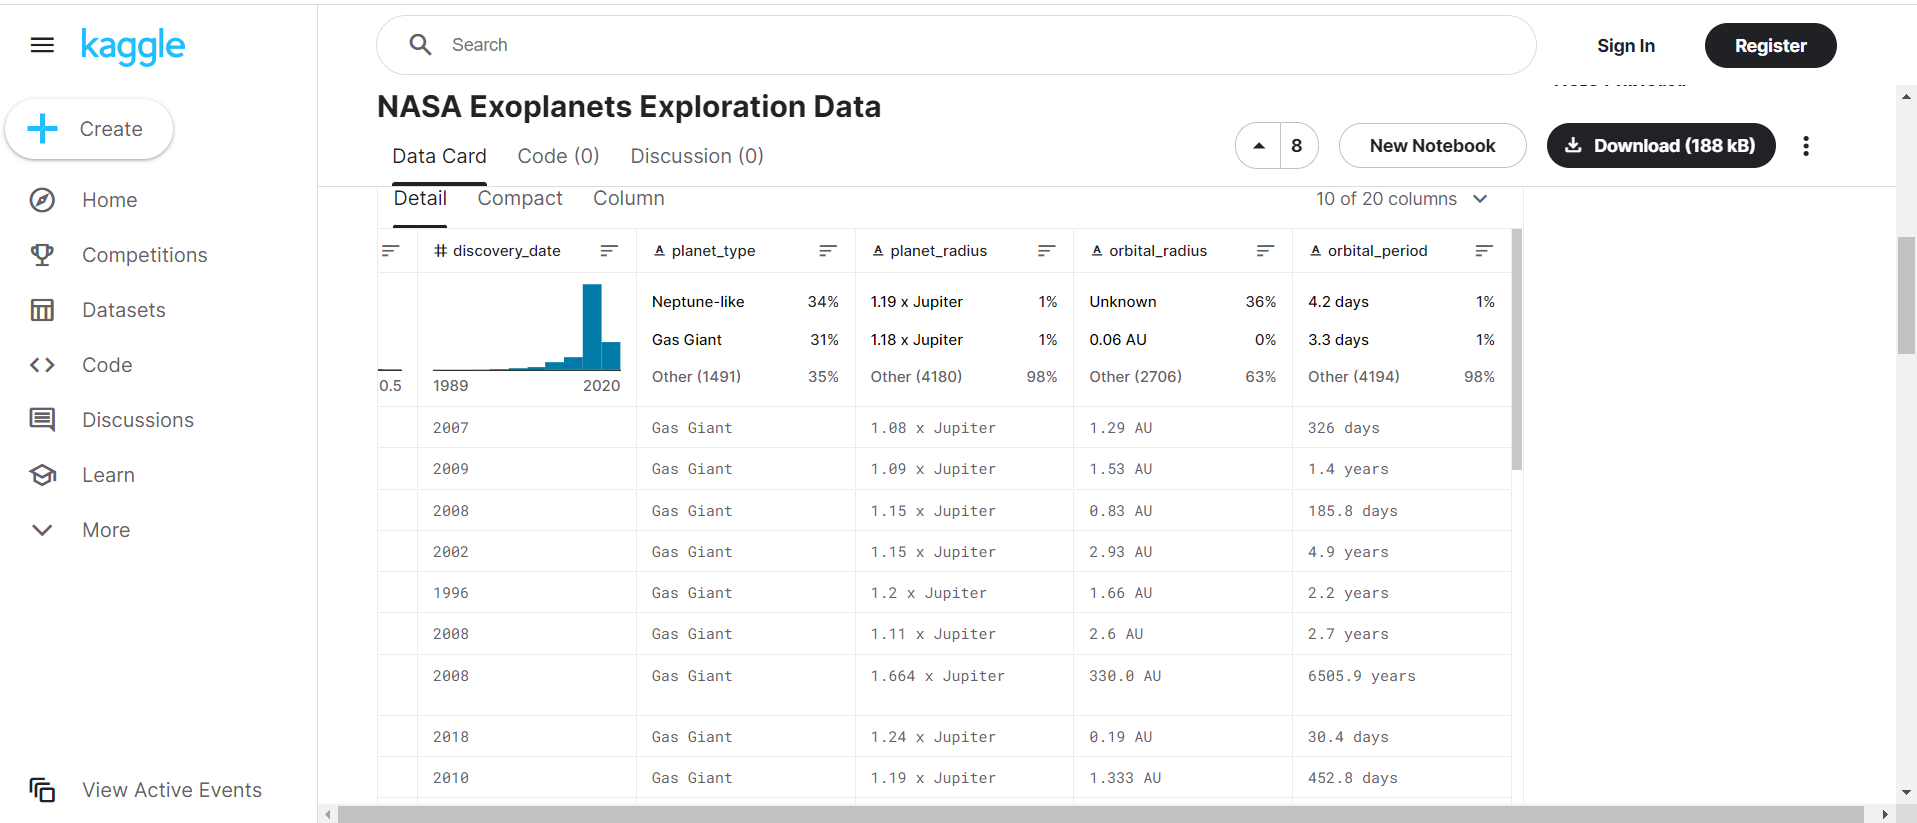 kaggle
Search
Sign In
Register
Create
NASA Exoplanets Exploration Data
Data Card
Code (0)
Discussion (0)
8
New Notebook
Download (188 kB)
Home
Competitions
Datasets
Code
Discussions
Learn
More
View Active Events
Detail
Compact
Column
10 of 20 columns
# discovery_date
A planet_type
A planet_radius
A orbital_radius
A orbital_period
0.5
1989 2020
Neptune-like 34%
Gas Giant 31%
Other (1491) 35%
1.19 x Jupiter 1%
1.18 x Jupiter 1%
Other (4180) 98%
Unknown 36%
0.06 AU 0%
Other (2706) 63%
4.2 days 1%
3.3 days 1%
Other (4194) 98%
2007 Gas Giant 1.08 x Jupiter 1.29 AU 326 days
2009 Gas Giant 1.09 x Jupiter 1.53 AU 1.4 years
2008 Gas Giant 1.15 x Jupiter 0.83 AU 185.8 days
2002 Gas Giant 1.15 x Jupiter 2.93 AU 4.9 years
1996 Gas Giant 1.2 x Jupiter 1.66 AU 2.2 years
2008 Gas Giant 1.11 x Jupiter 2.6 AU 2.7 years
2008 Gas Giant 1.664 x Jupiter 330.0 AU 6505.9 years
2018 Gas Giant 1.24 x Jupiter 0.19 AU 30.4 days
2010 Gas Giant 1.19 x Jupiter 1.333 AU 452.8 days